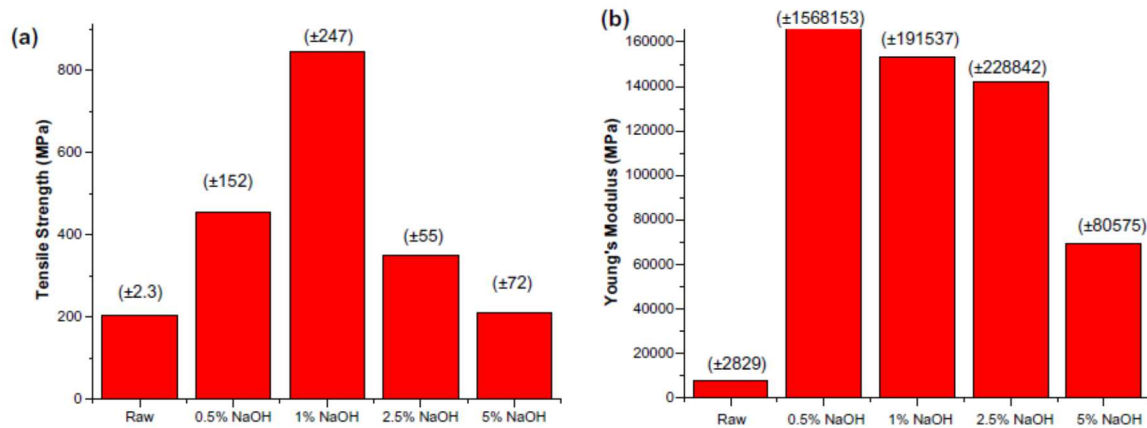 (a)
Tensile Strength (MPa)
800
600
400
200
0
(±2.3)
(±152)
(±247)
(±55)
(±72)
Raw
0.5% NaOH
1% NaOH
2.5% NaOH
5% NaOH
(b)
Young's Modulus (MPa)
160000
140000
120000
100000
80000
60000
40000
20000
0
(±2829)
(±1568153)
(±191537)
(±228842)
(±80575)
Raw
0.5% NaOH
1% NaOH
2.5% NaOH
5% NaOH